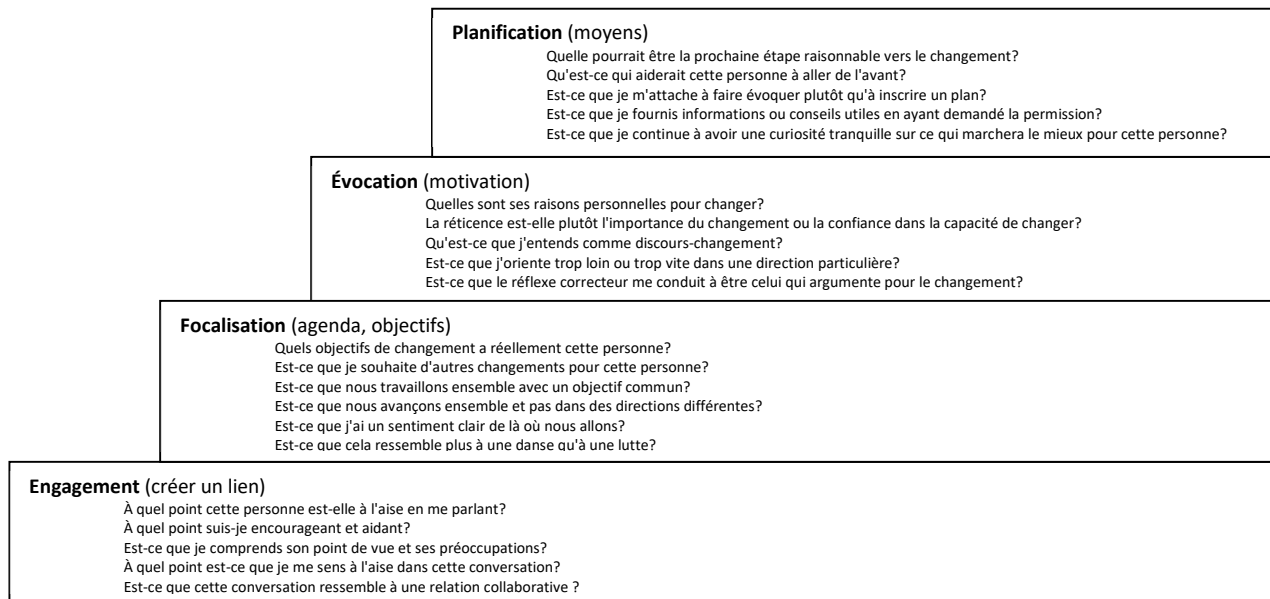 Planification (moyens)
Quelle pourrait être la prochaine étape raisonnable vers le changement?
Qu'est-ce qui aiderait cette personne à aller de l'avant?
Est-ce que je m'attache à faire évoquer plutôt qu'à inscrire un plan?
Est-ce que je fournis informations ou conseils utiles en ayant demandé la permission?
Est-ce que je continue à avoir une curiosité tranquille sur ce qui marchera le mieux pour cette personne?
Évocation (motivation)
Quelles sont ses raisons personnelles pour changer?
La réticence est-elle plutôt l'importance du changement ou la confiance dans la capacité de changer?
Qu'est-ce que j'entends comme discours-changement?
Est-ce que j'oriente trop loin ou trop vite dans une direction particulière?
Est-ce que le réflexe correcteur me conduit à être celui qui argumente pour le changement?
Focalisation (agenda, objectifs)
Quels objectifs de changement a réellement cette personne?
Est-ce que je souhaite d'autres changements pour cette personne?
Est-ce que nous travaillons ensemble avec un objectif commun?
Est-ce que nous avançons ensemble et pas dans des directions différentes?
Est-ce que j'ai un sentiment clair de là où nous allons?
Est-ce que cela ressemble plus à une danse qu'à une lutte?
Engagement (créer un lien)
À quel point cette personne est-elle à l'aise en me parlant?
À quel point suis-je encourageant et aidant?
Est-ce que je comprends son point de vue et ses préoccupations?
À quel point est-ce que je me sens à l'aise dans cette conversation?
Est-ce que cette conversation ressemble à une relation collaborative ?